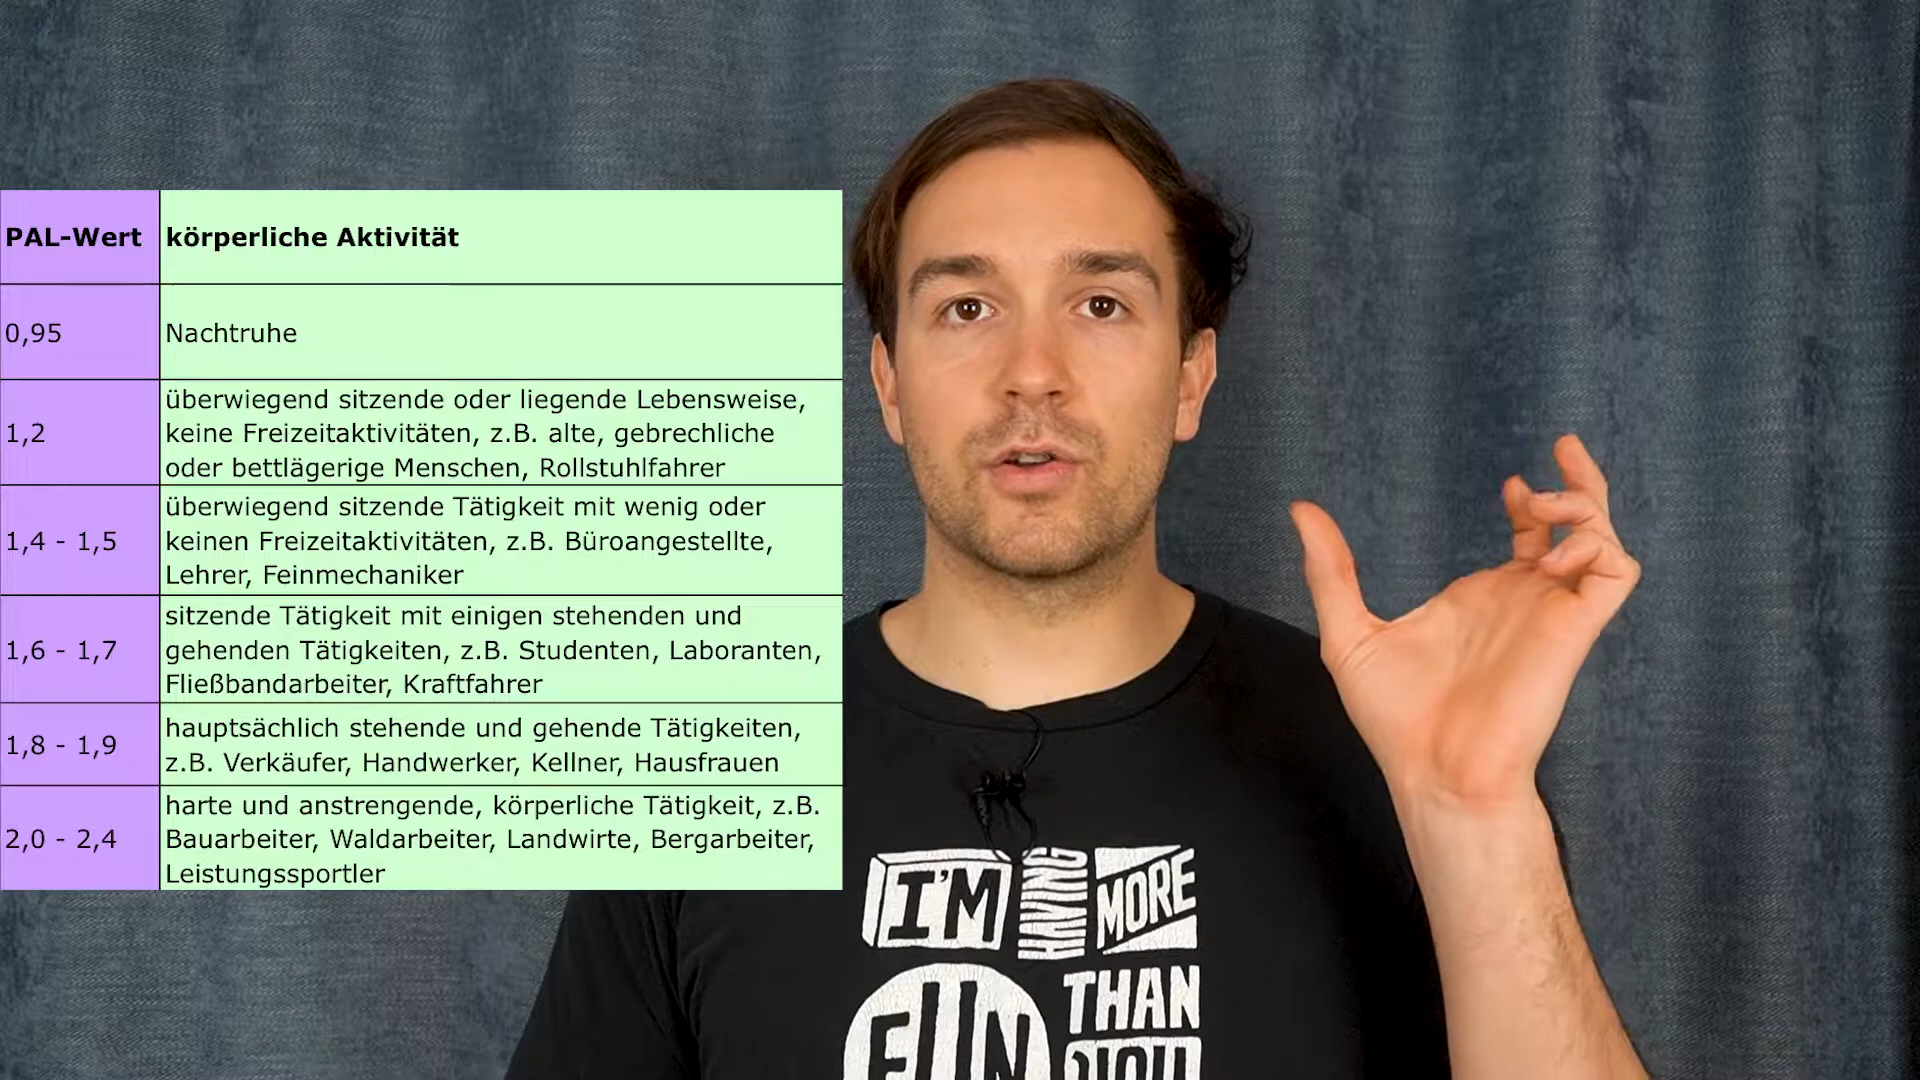 PAL-Wert körperliche Aktivität
0,95 Nachtruhe
1,2 überwiegend sitzende oder liegende Lebensweise,
keine Freizeitaktivitäten, z.B. alte, gebrechliche
oder bettlägerige Menschen, Rollstuhlfahrer
1,4 - 1,5 überwiegend sitzende Tätigkeit mit wenig oder
keinen Freizeitaktivitäten, z.B. Büroangestellte,
Lehrer, Feinmechaniker
1,6 - 1,7 sitzende Tätigkeit mit einigen stehenden und
gehenden Tätigkeiten, z.B. Studenten, Laboranten,
Fließbandarbeiter, Kraftfahrer
1,8 - 1,9 hauptsächlich stehende und gehende Tätigkeiten,
z.B. Verkäufer, Handwerker, Kellner, Hausfrauen
2,0 - 2,4 harte und anstrengende, körperliche Tätigkeit, z.B.
Bauarbeiter, Waldarbeiter, Landwirte, Bergarbeiter,
Leistungssportler
I'M HAVING MORE
FUN THAN
YOU